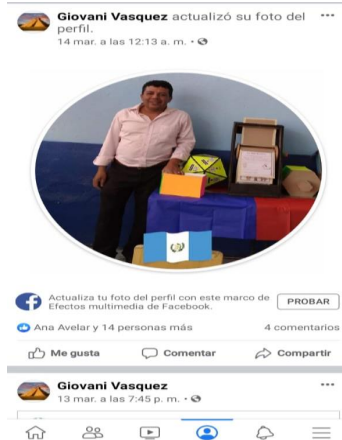 Giovani Vasquez actualizó su foto del
perfil.
14 mar. a las 12:13 a. m. •
Actualiza tu foto del perfil con este marco de
Efectos multimedia de Facebook.
PROBAR
Ana Avelar y 14 personas más
4 comentarios
Me gusta
Comentar
Compartir
Giovani Vasquez
13 mar. a las 7:45 p. m. •